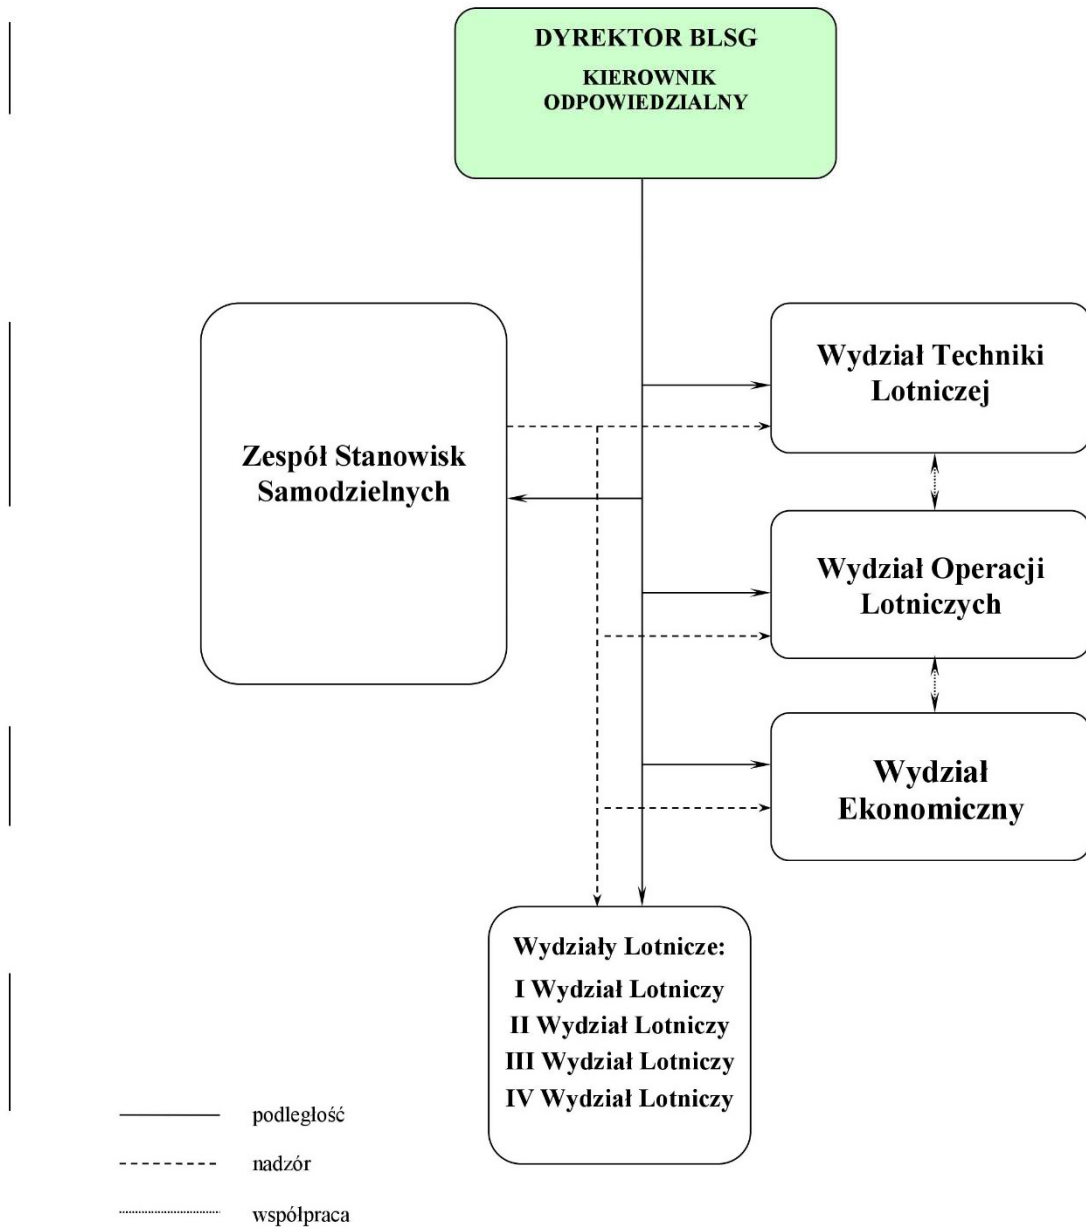 DYREKTOR BLSG
KIEROWNIK
ODPOWIEDZIALNY
Wydział Techniki
Lotniczej
Zespół Stanowisk
Samodzielnych
Wydział Operacji
Lotniczych
Wydział
Ekonomiczny
Wydziały Lotnicze:
I Wydział Lotniczy
II Wydział Lotniczy
III Wydział Lotniczy
IV Wydział Lotniczy
podległość
nadzór
współpraca